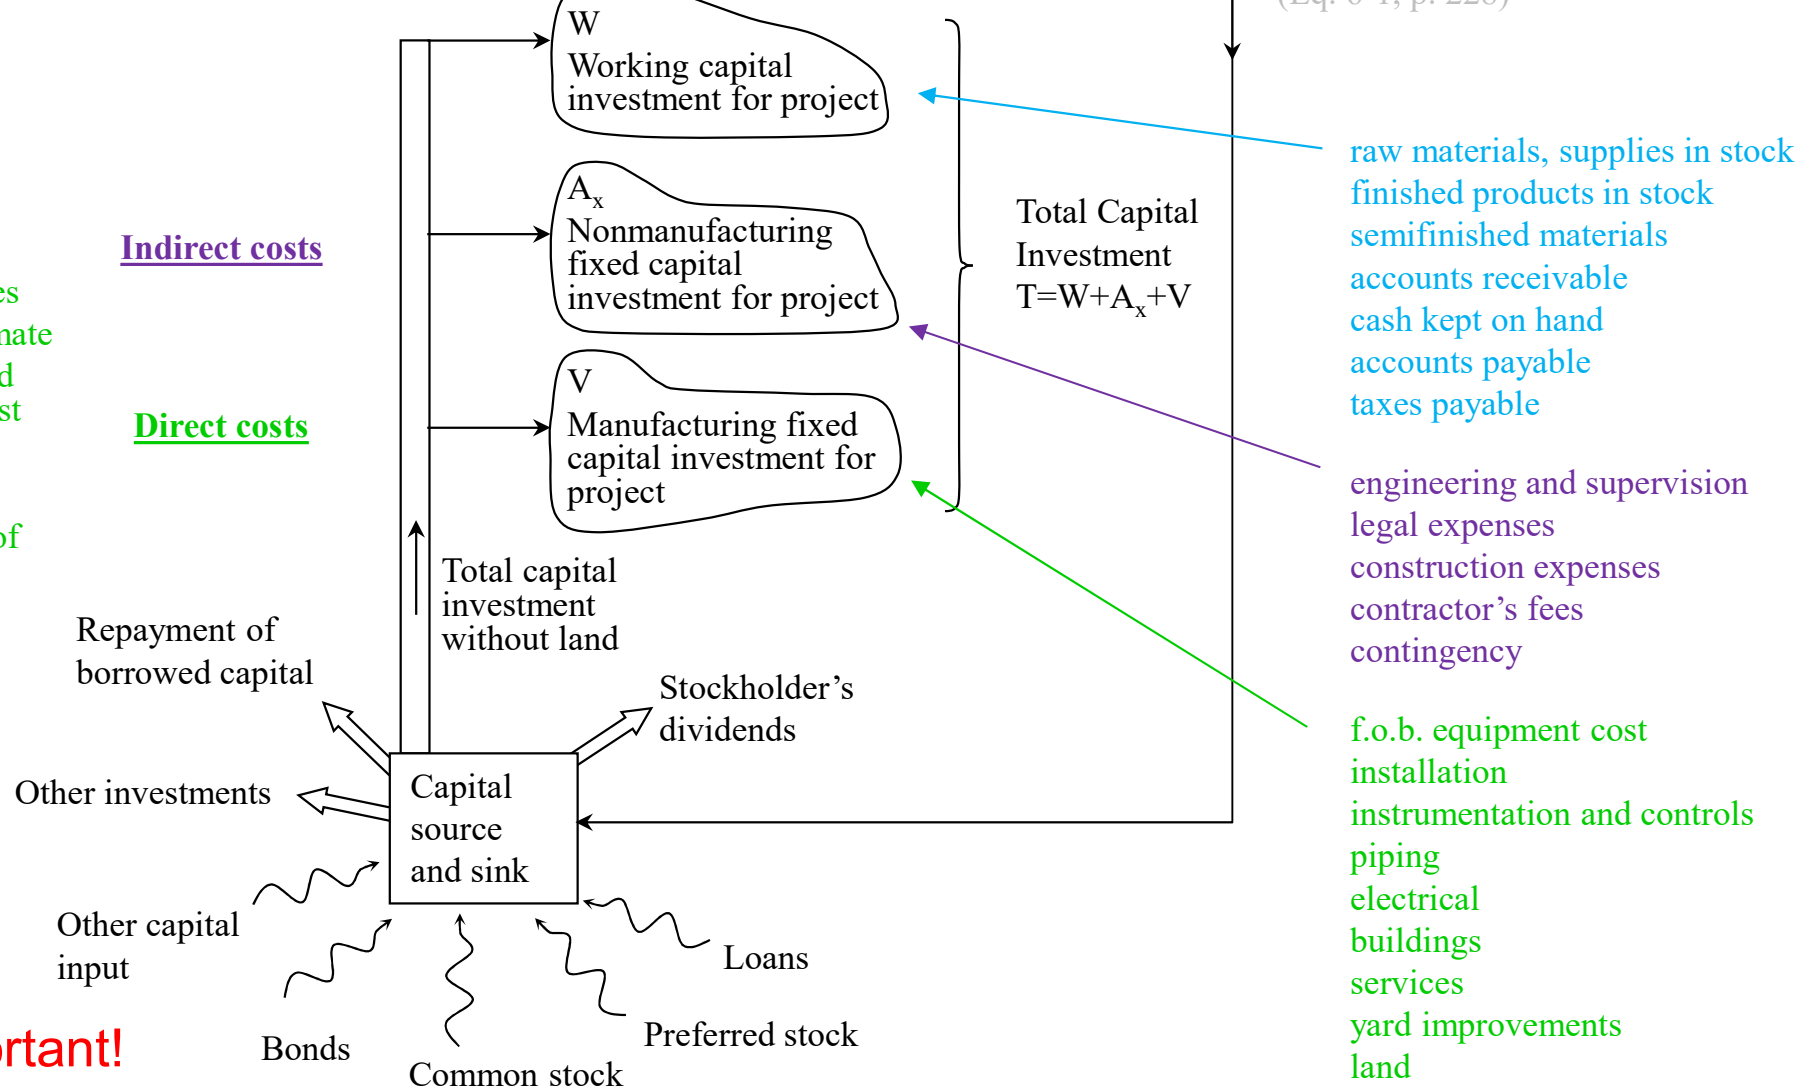 W
Working capital
investment for project
A_x
Nonmanufacturing
fixed capital
investment for project
V
Manufacturing fixed
capital investment for
project
Total Capital
Investment
T=W+A_x+V
Indirect costs
Direct costs
of
Total capital
investment
without land
Repayment of
borrowed capital
Stockholder’s
dividends
Other investments
Capital
source
and sink
Other capital
input
Bonds
Common stock
Preferred stock
Loans
raw materials, supplies in stock
finished products in stock
semifinished materials
accounts receivable
cash kept on hand
accounts payable
taxes payable
engineering and supervision
legal expenses
construction expenses
contractor’s fees
contingency
f.o.b. equipment cost
installation
instrumentation and controls
piping
electrical
buildings
services
yard improvements
land